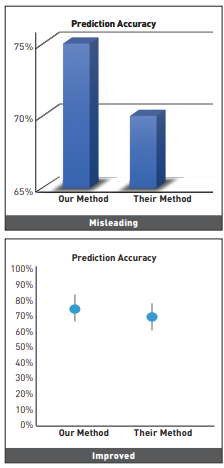 Prediction Accuracy
75%
70%
65%
Our Method Their Method
Misleading
Prediction Accuracy
100%
90%
80%
70%
60%
50%
40%
30%
20%
10%
0%
Our Method Their Method
Improved